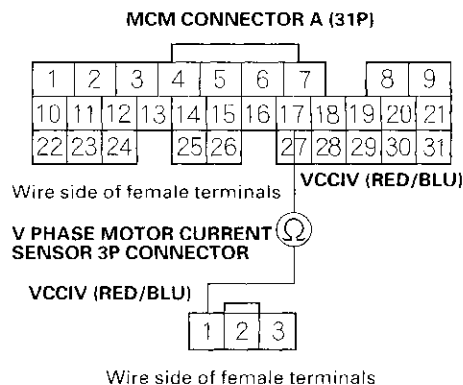 MCM CONNECTOR A (31P)
1 2 3 4 5 6 7 8 9
10 11 12 13 14 15 16 17 18 19 20 21
22 23 24 25 26 27 28 29 30 31
Wire side of female terminals
VCCIV (RED/BLU)
V PHASE MOTOR CURRENT
SENSOR 3P CONNECTOR
Ω
VCCIV (RED/BLU)
1 2 3
Wire side of female terminals